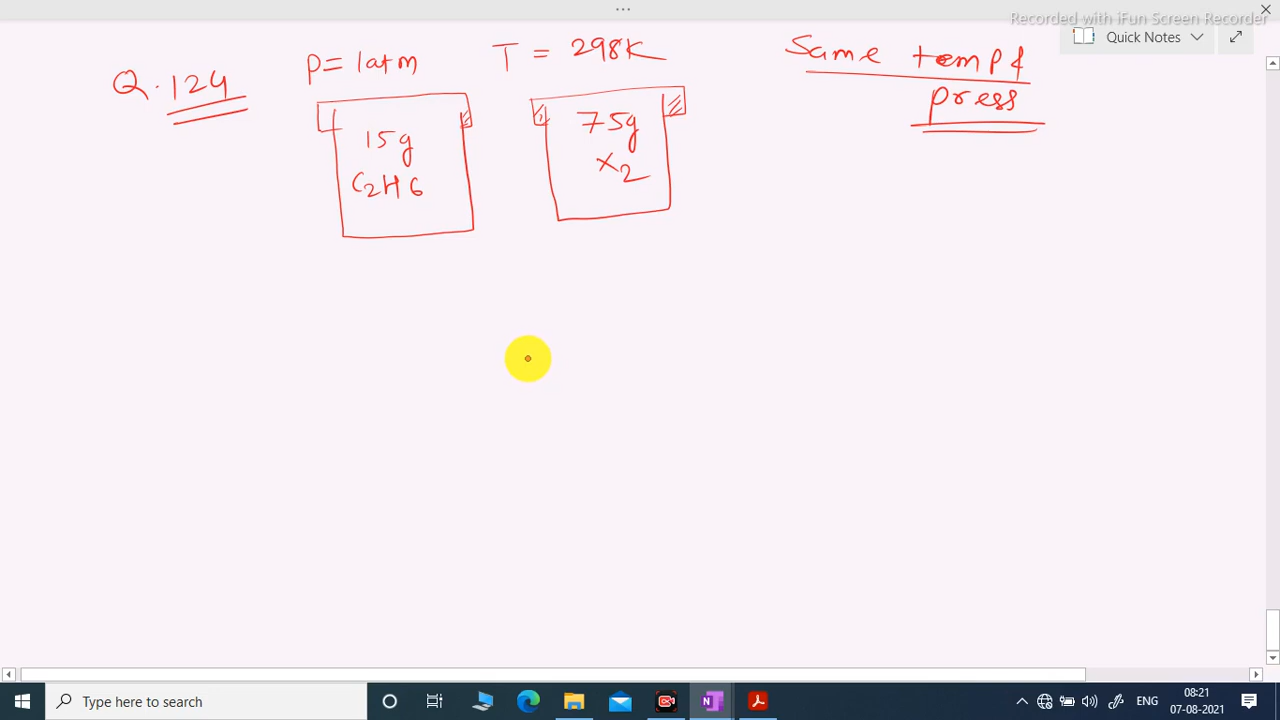 Recorded with iFun Screen Recorder
Quick Notes
Q.124
P= 1atm
T = 298K
Same temp &
press
15g
C2H6
75g
X2
Type here to search
ENG
08:21
07-08-2021